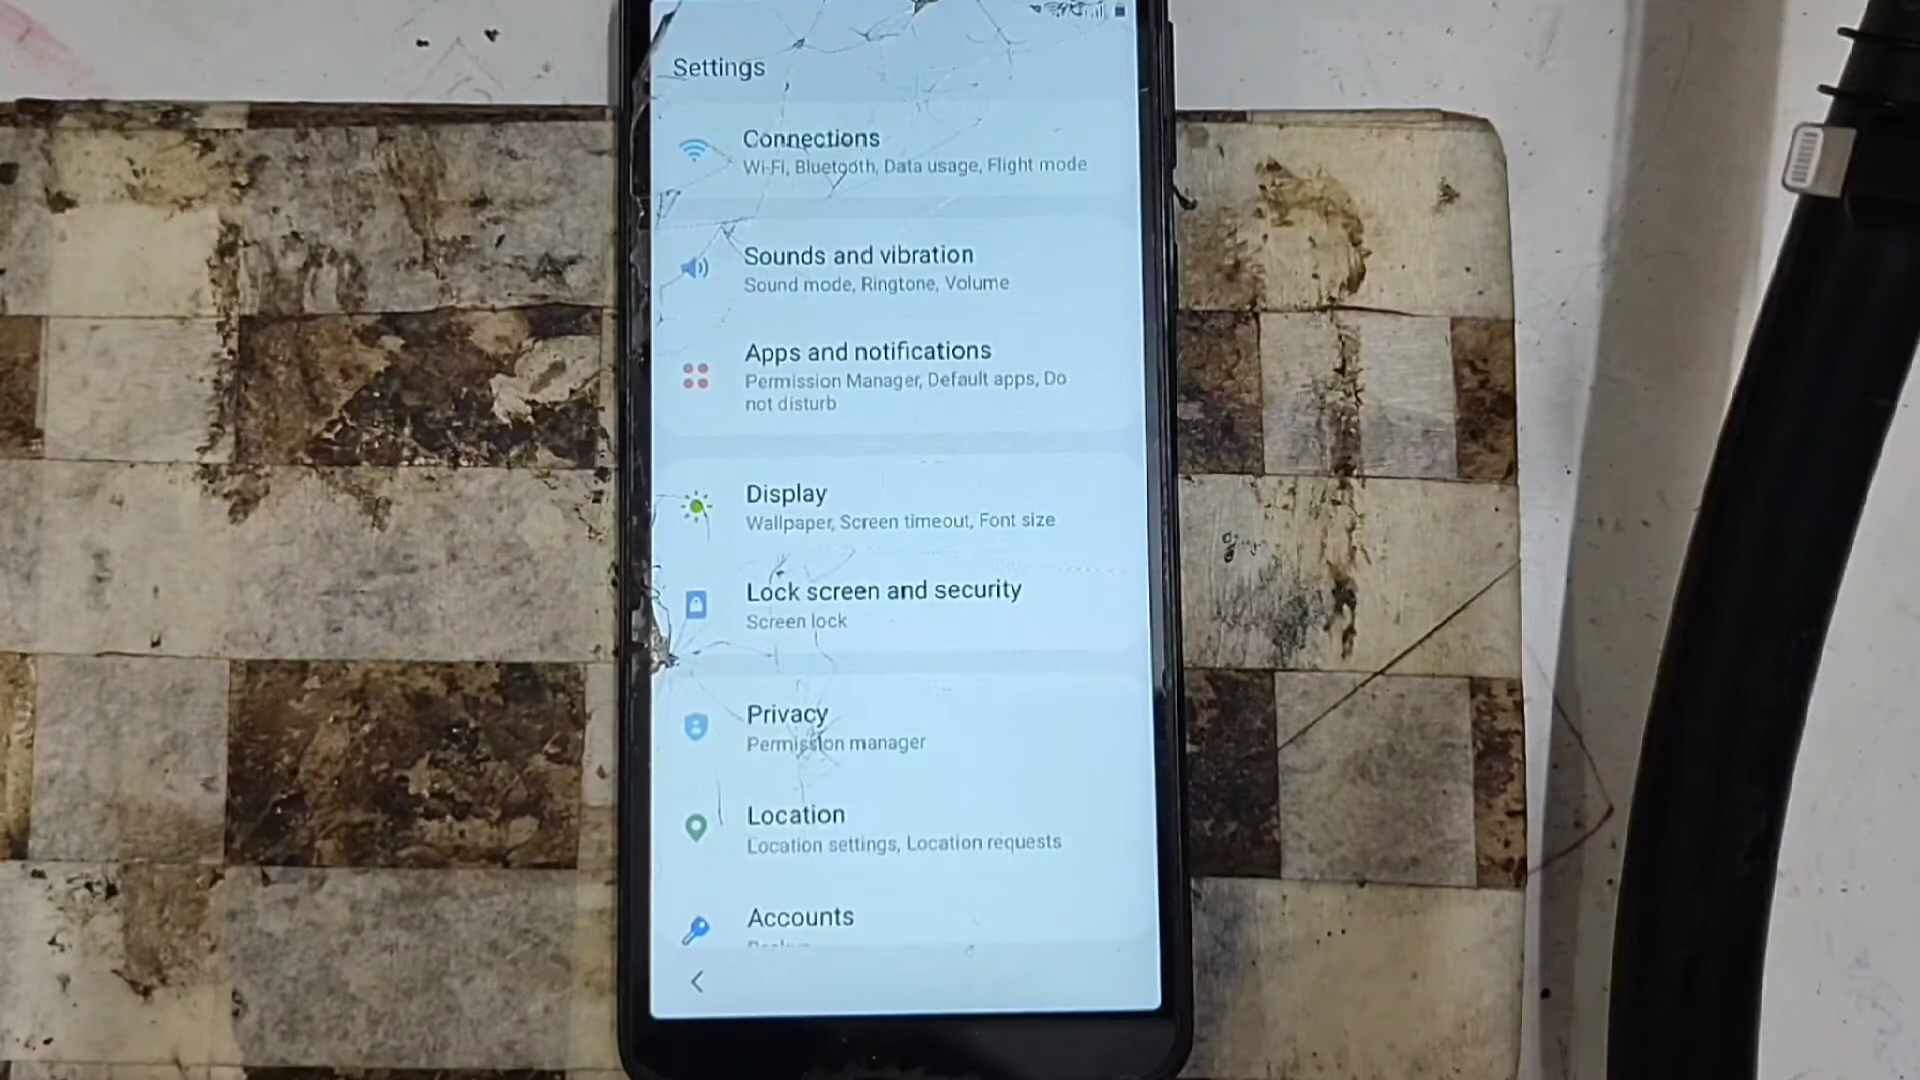 Settings
Connections
Wi-Fi, Bluetooth, Data usage, Flight mode
Sounds and vibration
Sound mode, Ringtone, Volume
Apps and notifications
Permission Manager, Default apps, Do
not disturb
Display
Wallpaper, Screen timeout, Font size
Lock screen and security
Screen lock
Privacy
Permission manager
Location
Location settings, Location requests
Accounts